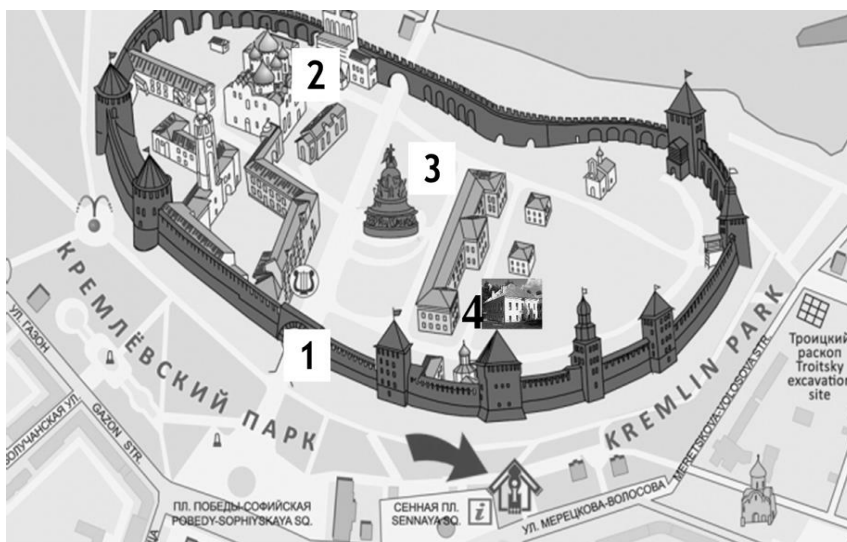 2
3
4
1
КРЕМЛЁВСКИЙ ПАРК
KREMLIN PARK
УЛ. ГАЗОН
GAZON STR.
ОЛУЧАНСКАЯ УЛ.
Троицкий
раскоп
Troitsky
excavation
site
MERETSKOVA-VOLOSOVA STR.
УЛ. МЕРЕЦКОВА-ВОЛОСОВА
ПЛ. ПОБЕДЫ-СОФИЙСКАЯ
POBEDY-SOPHIYSKAYA SQ.
СЕННАЯ ПЛ.
SENNAYA SQ.
i